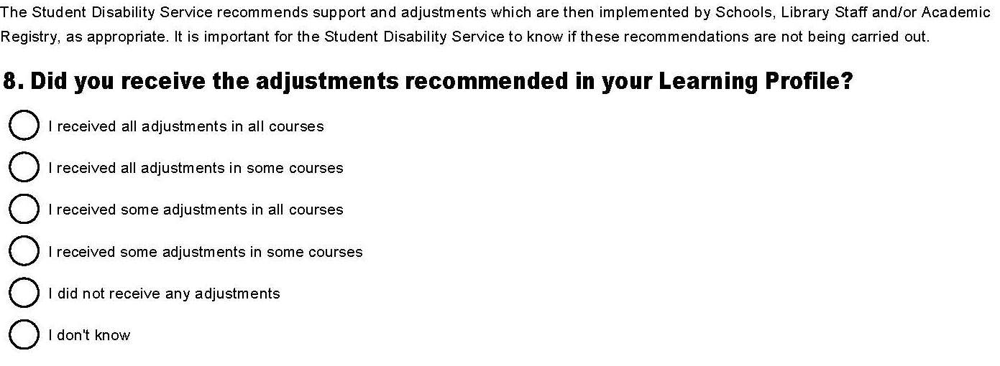 The Student Disability Service recommends support and adjustments which are then implemented by Schools, Library Staff and/or Academic
Registry, as appropriate. It is important for the Student Disability Service to know if these recommendations are not being carried out.
8. Did you receive the adjustments recommended in your Learning Profile?
I received all adjustments in all courses
I received all adjustments in some courses
I received some adjustments in all courses
I received some adjustments in some courses
I did not receive any adjustments
I don't know